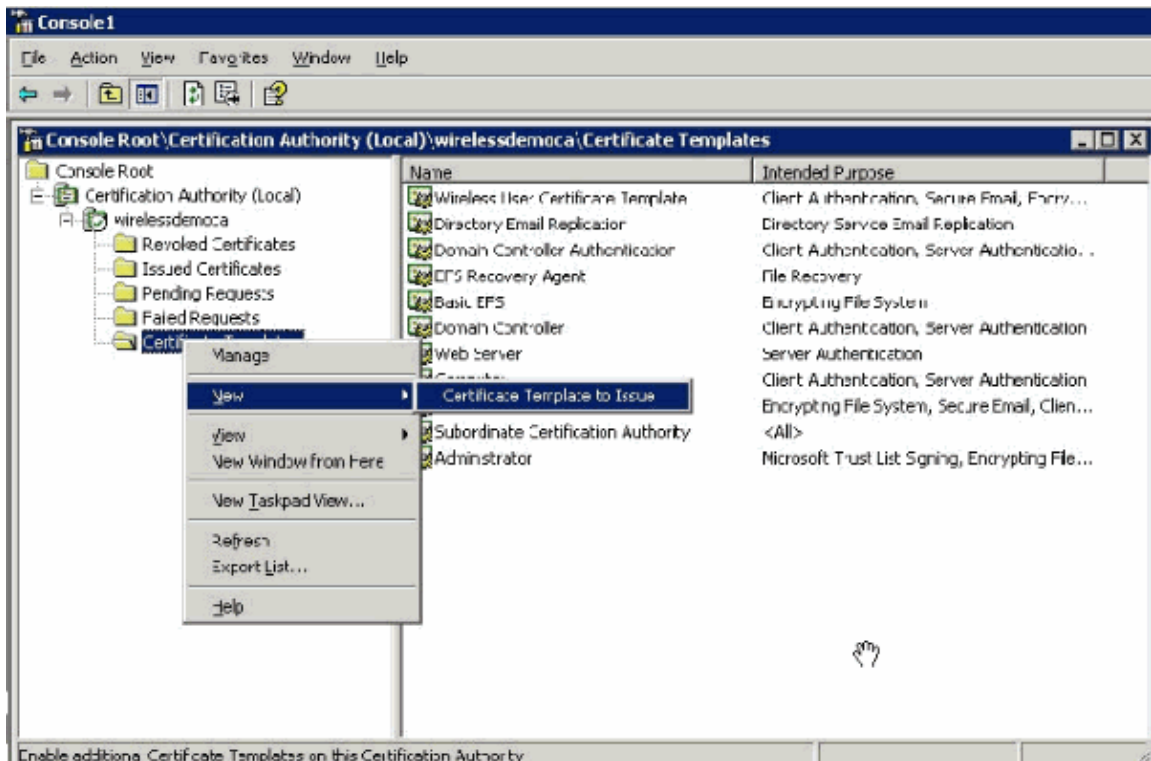 Console1
File Action View Favorites Window Help
Console Root\Certification Authority (Local)\wirelessdemoca\Certificate Templates
Console Root
Certification Authority (Local)
wirelessdemoca
Revoked Certificates
Issued Certificates
Pending Requests
Failed Requests
Manage
New
Certificate Template to Issue
View
New Window from Here
New Taskpad View...
Refresh
Export List...
Help
Name Intended Purpose
Wireless User Certificate Template Client Authentication, Secure Email, Encry...
Directory Email Replication Directory Service Email Replication
Domain Controller Authentication Client Authentication, Server Authenticatio...
EFS Recovery Agent File Recovery
Basic EFS Encrypting File System
Domain Controller Client Authentication, Server Authentication
Web Server Server Authentication
Client Authentication, Server Authentication
Encrypting File System, Secure Email, Clien...
Subordinate Certification Authority <All>
Administrator Microsoft Trust List Signing, Encrypting File...
Enable additional Certificate Templates on this Certification Authority